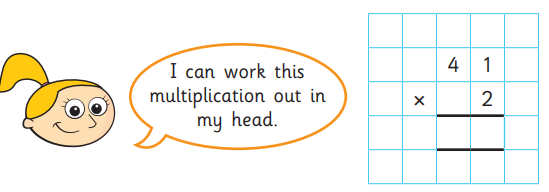 I can work this
multiplication out in
my head.
4 1
× 2